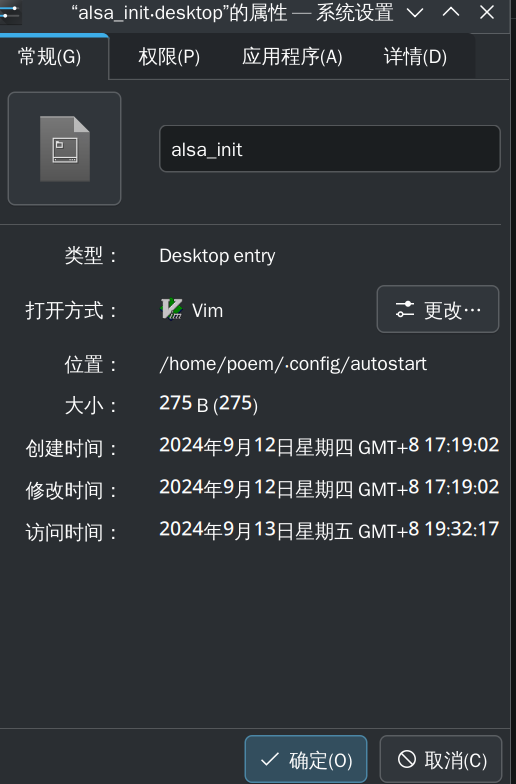 “alsa_init.desktop”的属性 — 系统设置
常规(G) 权限(P) 应用程序(A) 详情(D)
alsa_init
类型： Desktop entry
打开方式： Vim 更改…
位置： /home/poem/.config/autostart
大小： 275 B (275)
创建时间： 2024年9月12日星期四 GMT+8 17:19:02
修改时间： 2024年9月12日星期四 GMT+8 17:19:02
访问时间： 2024年9月13日星期五 GMT+8 19:32:17
确定(O) 取消(C)